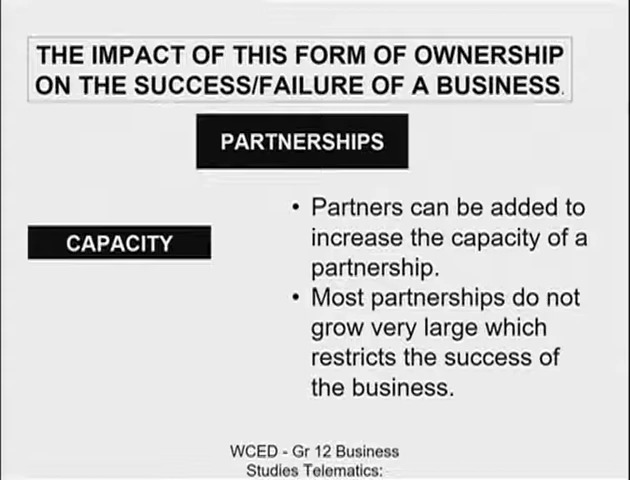 THE IMPACT OF THIS FORM OF OWNERSHIP
ON THE SUCCESS/FAILURE OF A BUSINESS.
PARTNERSHIPS
CAPACITY
• Partners can be added to
increase the capacity of a
partnership.
• Most partnerships do not
grow very large which
restricts the success of
the business.
WCED - Gr 12 Business
Studies Telematics: